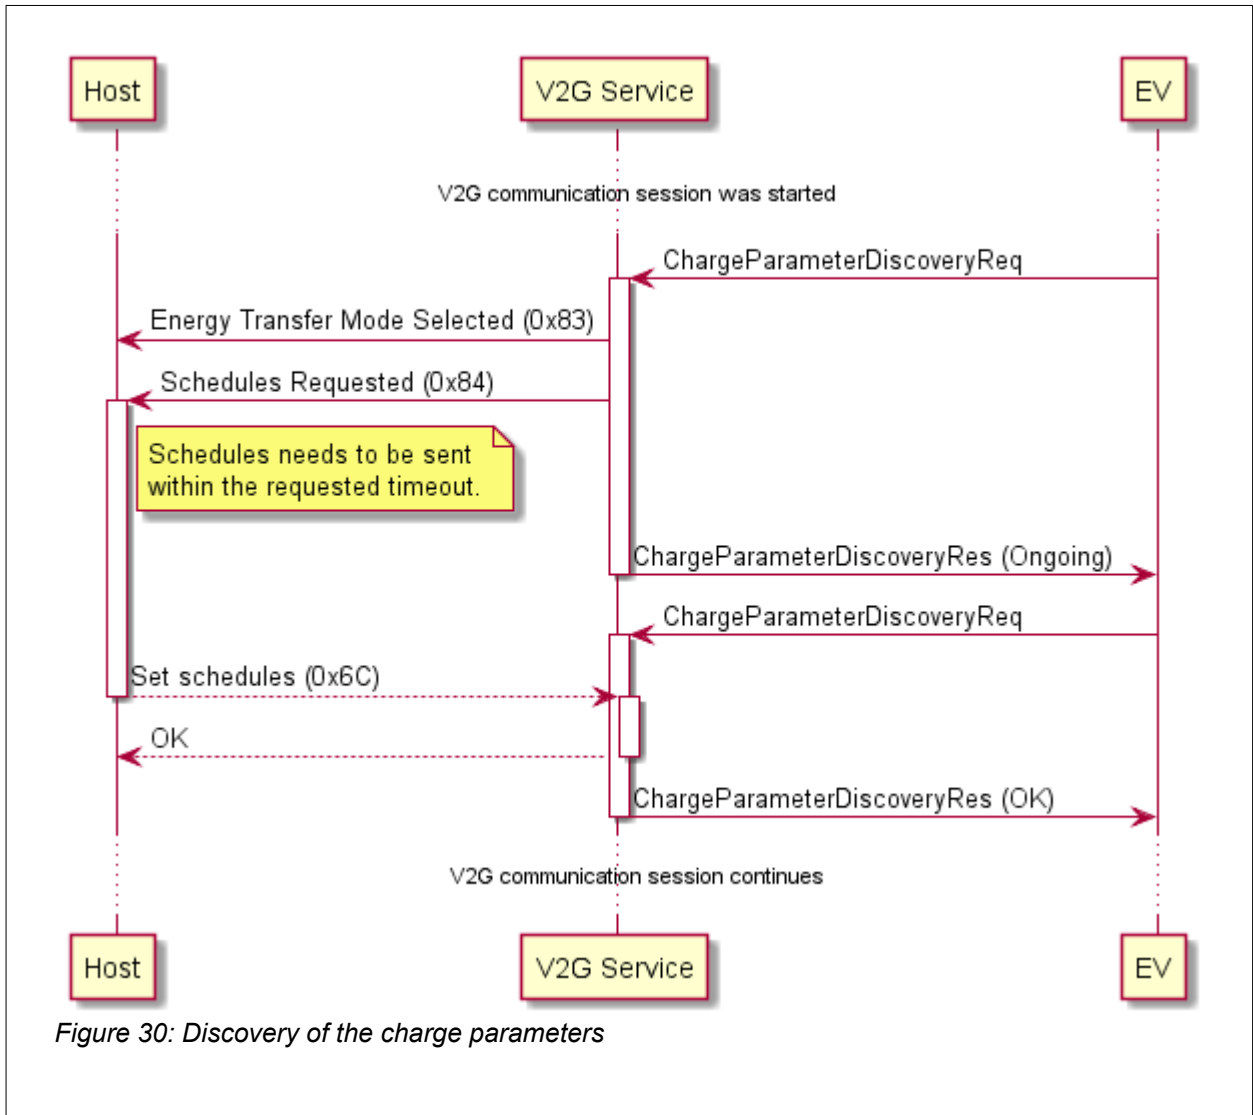 Host
V2G Service
EV
V2G communication session was started
ChargeParameterDiscoveryReq
Energy Transfer Mode Selected (0x83)
Schedules Requested (0x84)
Schedules needs to be sent
within the requested timeout.
ChargeParameterDiscoveryRes (Ongoing)
ChargeParameterDiscoveryReq
Set schedules (0x6C)
OK
ChargeParameterDiscoveryRes (OK)
V2G communication session continues
Host
V2G Service
EV
Figure 30: Discovery of the charge parameters